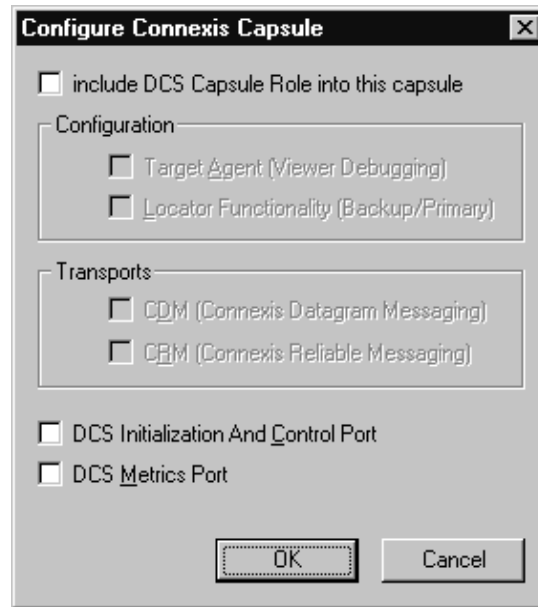 Configure Connexis Capsule
include DCS Capsule Role into this capsule
Configuration
Target Agent (Viewer Debugging)
Locator Functionality (Backup/Primary)
Transports
CDM (Connexis Datagram Messaging)
CRM (Connexis Reliable Messaging)
DCS Initialization And Control Port
DCS Metrics Port
OK Cancel